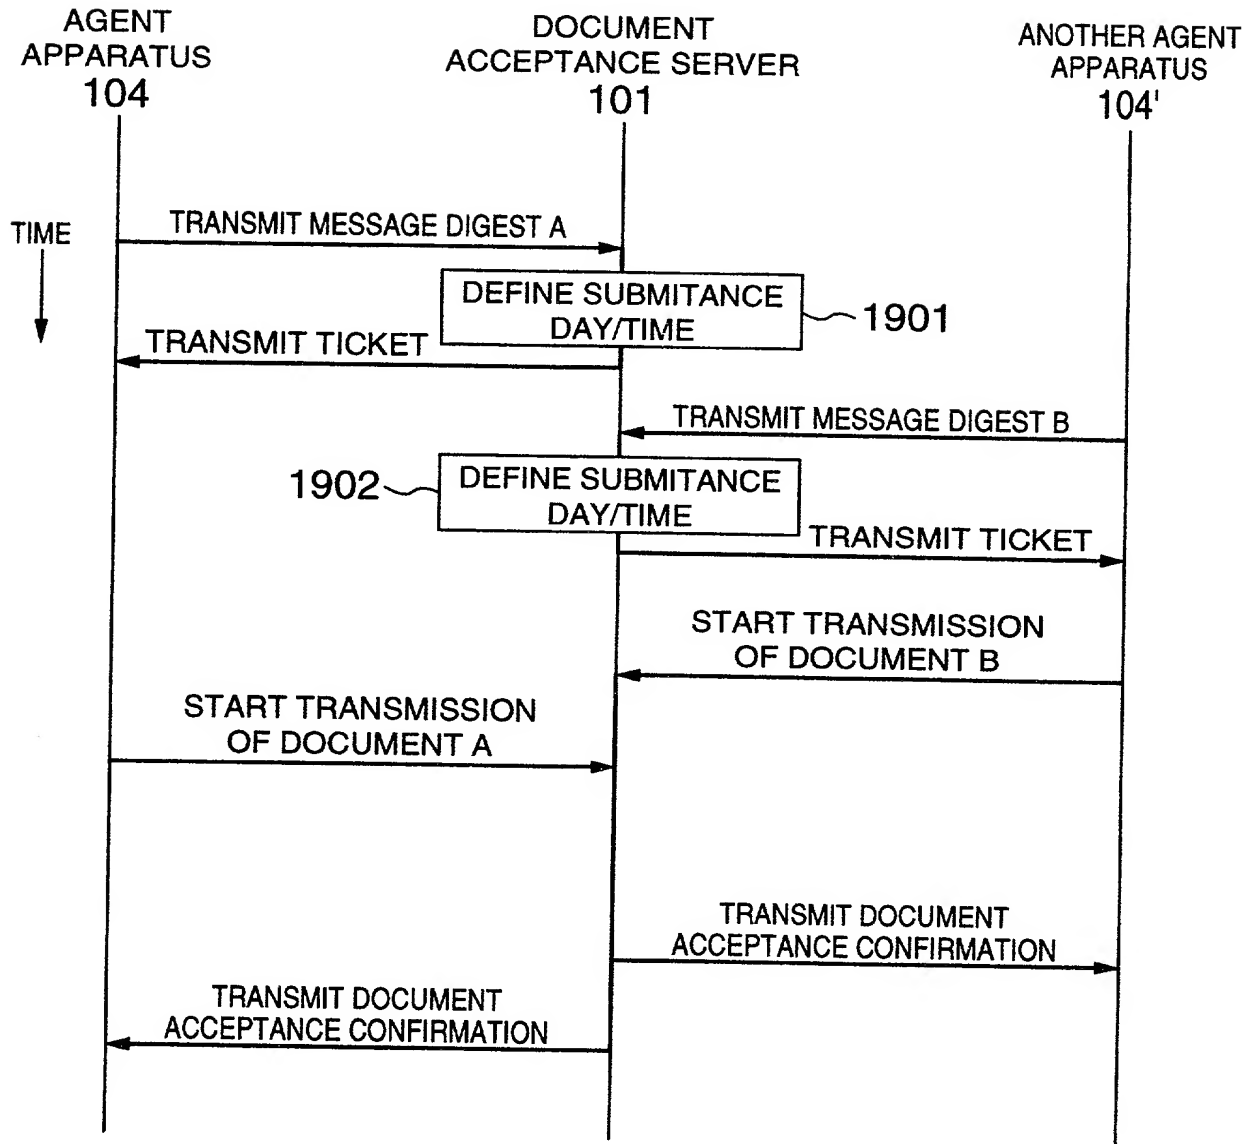 AGENT
APPARATUS
104
DOCUMENT
ACCEPTANCE SERVER
101
ANOTHER AGENT
APPARATUS
104'
TIME
TRANSMIT MESSAGE DIGEST A
DEFINE SUBMITANCE
DAY/TIME
1901
TRANSMIT TICKET
TRANSMIT MESSAGE DIGEST B
1902
DEFINE SUBMITANCE
DAY/TIME
TRANSMIT TICKET
START TRANSMISSION
OF DOCUMENT B
START TRANSMISSION
OF DOCUMENT A
TRANSMIT DOCUMENT
ACCEPTANCE CONFIRMATION
TRANSMIT DOCUMENT
ACCEPTANCE CONFIRMATION